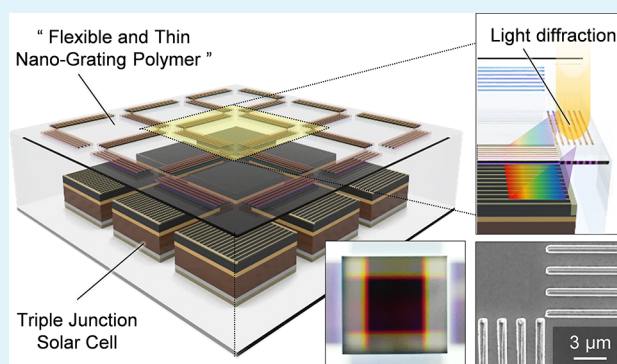 “ Flexible and Thin
Nano-Grating Polymer ”
Light diffraction
Triple Junction
Solar Cell
3 μm